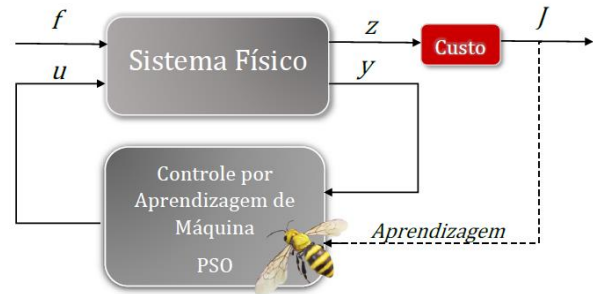 f
z
J
Sistema Físico
Custo
u
y
Controle por
Aprendizagem de
Máquina
PSO
Aprendizagem